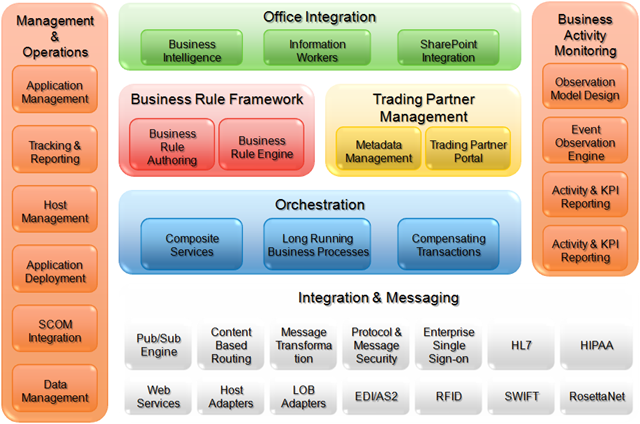 Management
&
Operations
Application
Management
Tracking &
Reporting
Host
Management
Application
Deployment
SCOM
Integration
Data
Management
Office Integration
Business
Intelligence
Information
Workers
SharePoint
Integration
Business Rule Framework
Business
Rule
Authoring
Business
Rule Engine
Trading Partner
Management
Metadata
Management
Trading Partner
Portal
Orchestration
Composite
Services
Long Running
Business Processes
Compensating
Transactions
Integration & Messaging
Pub/Sub
Engine
Content
Based
Routing
Message
Transforma
tion
Protocol &
Message
Security
Enterprise
Single
Sign-on
HL7
HIPAA
Web
Services
Host
Adapters
LOB
Adapters
EDI/AS2
RFID
SWIFT
RosettaNet
Business
Activity
Monitoring
Observation
Model Design
Event
Observation
Engine
Activity & KPI
Reporting
Activity & KPI
Reporting